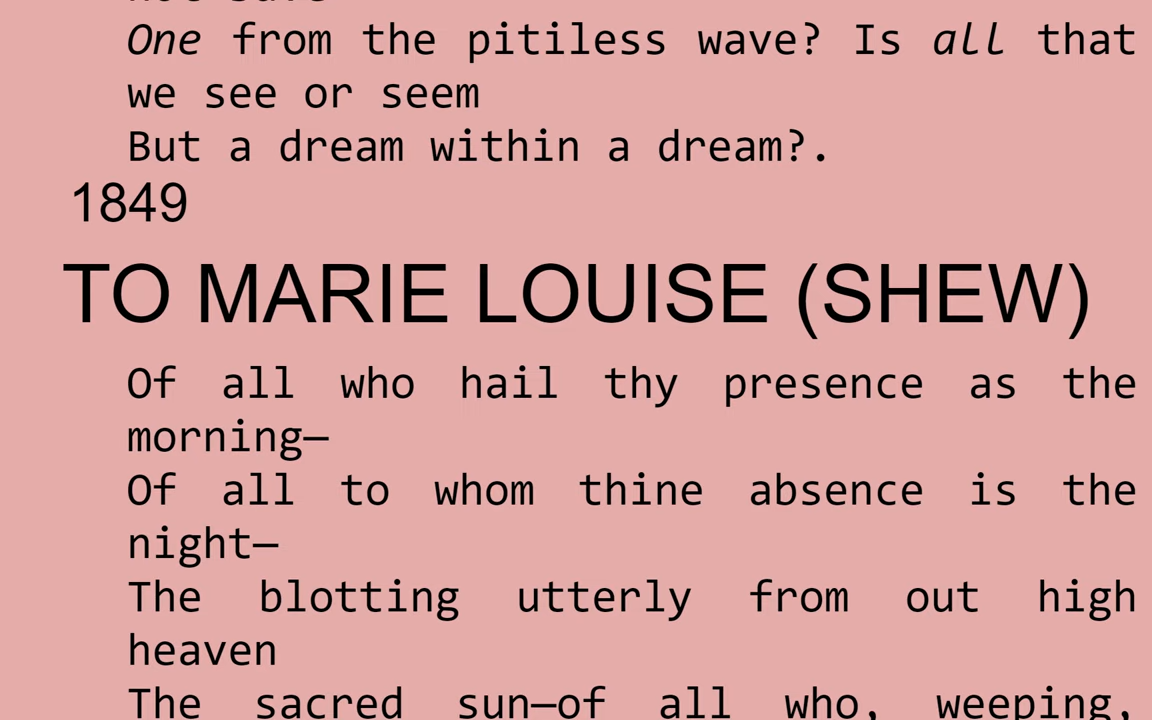 One from the pitiless wave? Is all that
we see or seem
But a dream within a dream?.
1849
TO MARIE LOUISE (SHEW)
Of all who hail thy presence as the
morning—
Of all to whom thine absence is the
night—
The blotting utterly from out high
heaven
The sacred sun—of all who, weeping,